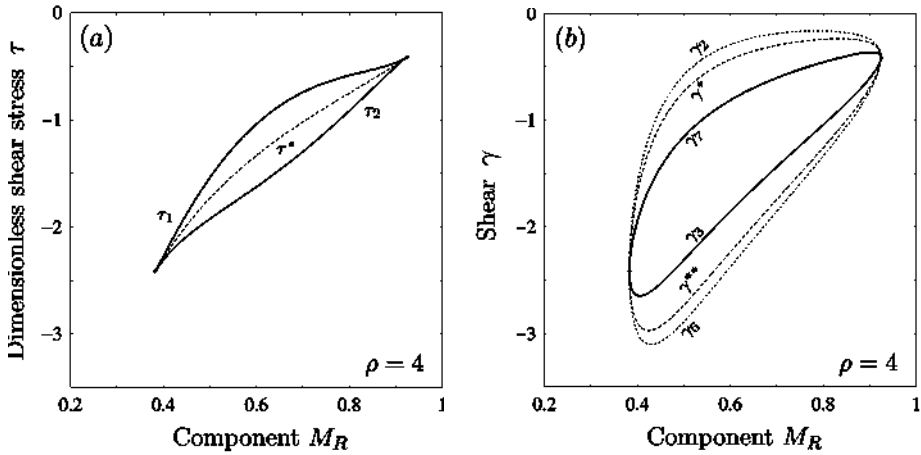 (a)
Dimensionless shear stress τ
0
−1
−2
−3
τ₁
τ*
τ₂
ρ = 4
0.2
0.4
0.6
0.8
1
Component M_R
(b)
Shear γ
0
−1
−2
−3
γ2
γ*
γ7
γ3
γ**
γ6
ρ = 4
0.2
0.4
0.6
0.8
1
Component M_R